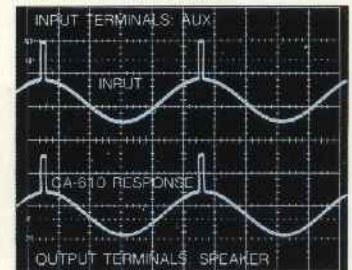 INPUT TERMINALS: AUX
INPUT
CA-610 RESPONSE
OUTPUT TERMINALS: SPEAKER